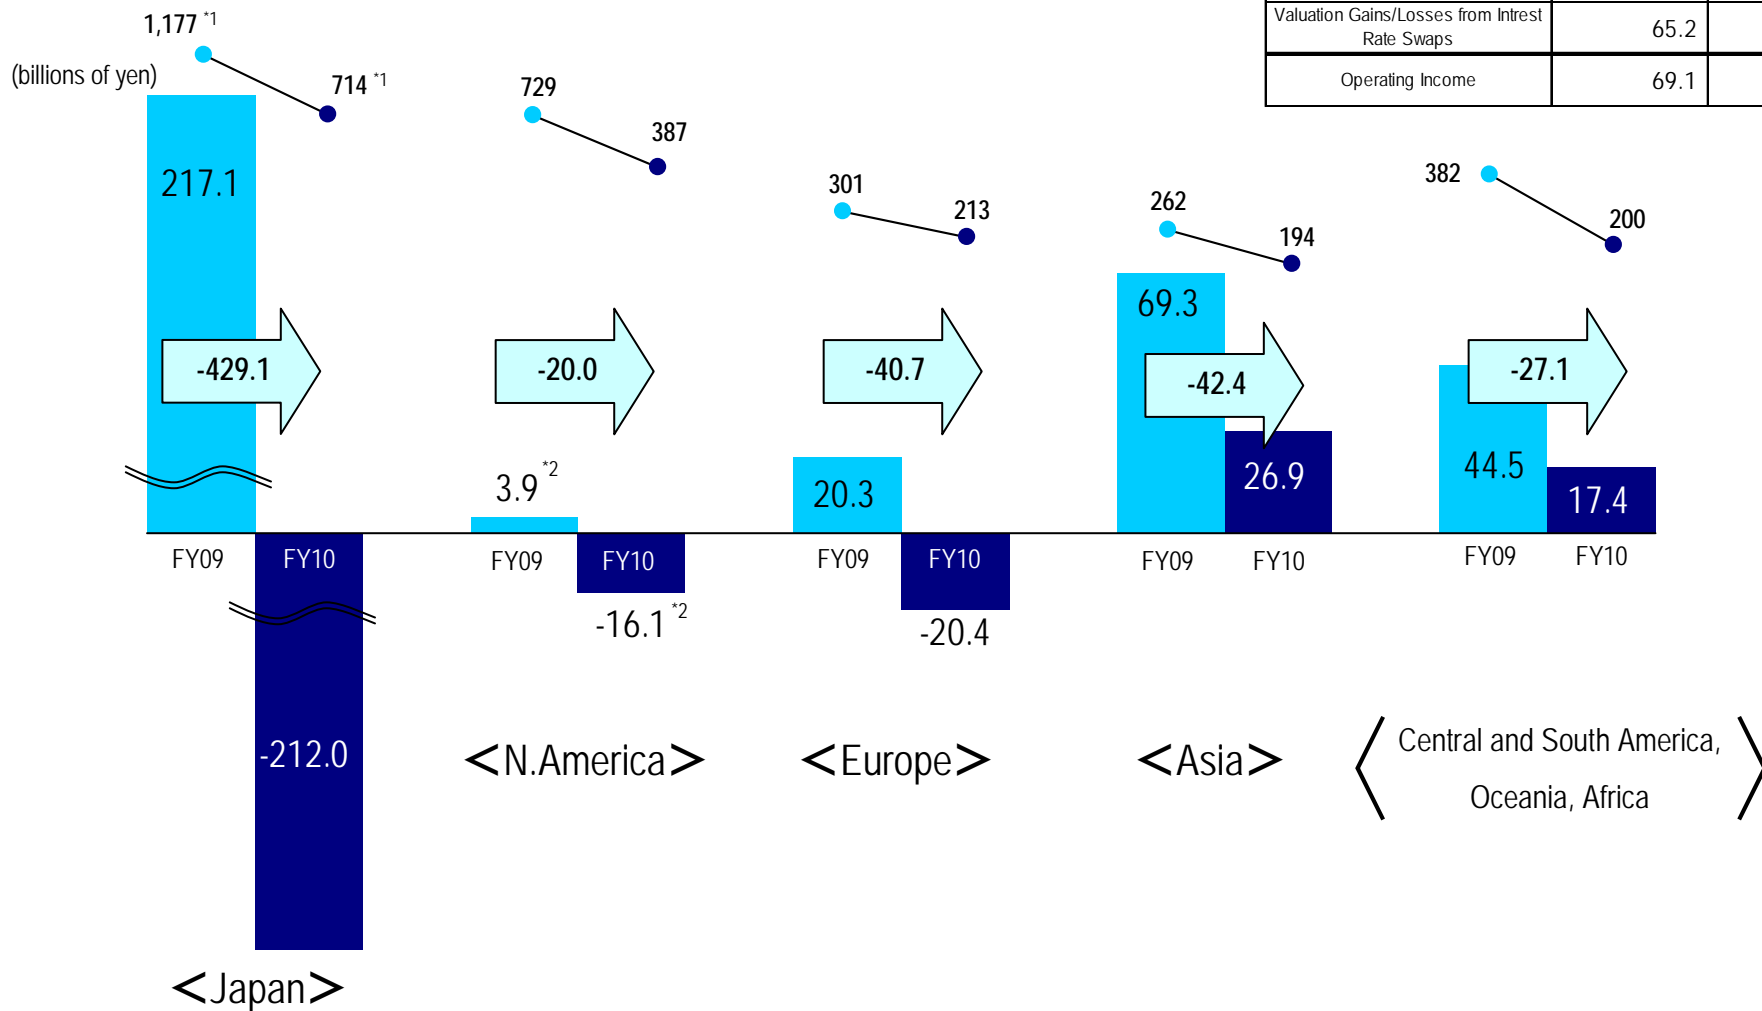 Valuation Gains/Losses from Intrest
Rate Swaps
65.2
Operating Income
69.1
(billions of yen)
1,177 *1
714 *1
217.1
-429.1
FY09
FY10
-212.0
<Japan>
729
387
-20.0
3.9 *2
FY09
FY10
-16.1 *2
<N.America>
301
213
-40.7
20.3
FY09
FY10
-20.4
<Europe>
262
194
69.3
-42.4
26.9
FY09
FY10
<Asia>
382
200
-27.1
44.5
17.4
FY09
FY10
Central and South America,
Oceania, Africa